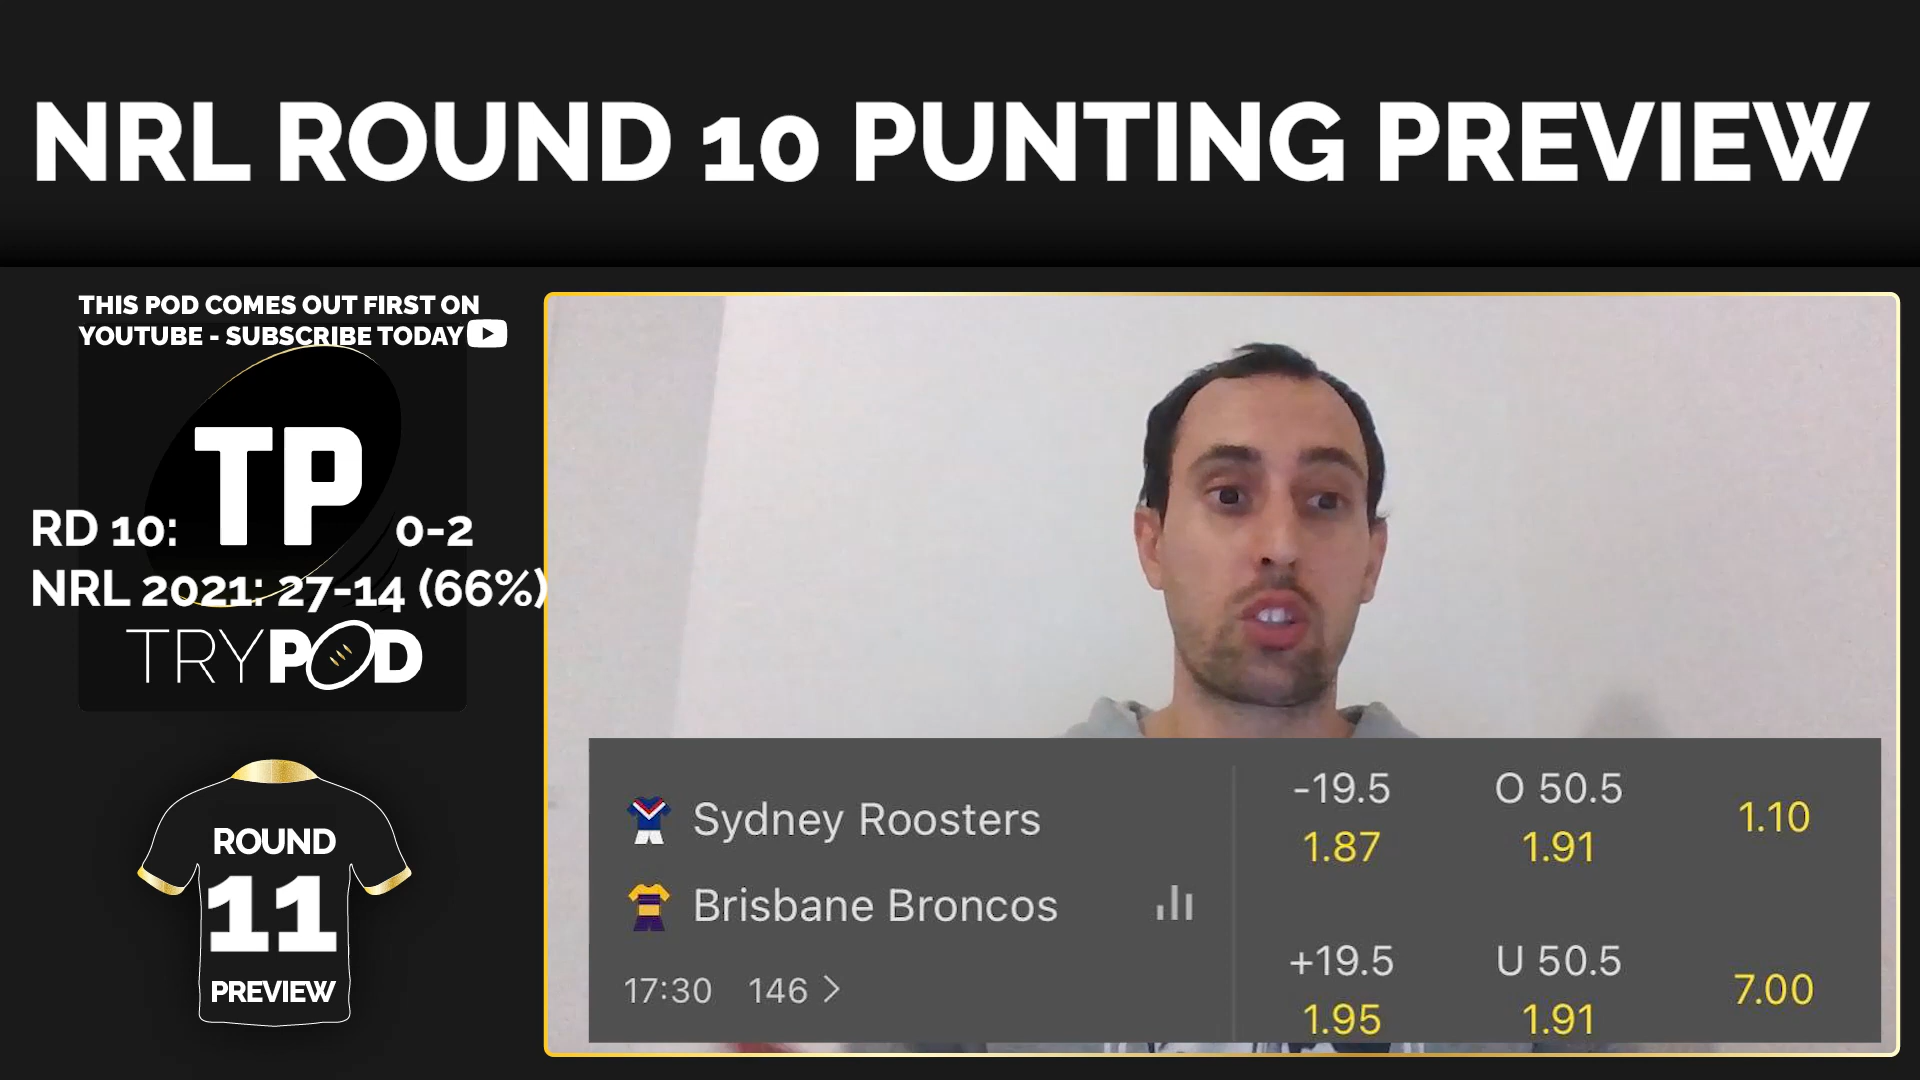 NRL ROUND 10 PUNTING PREVIEW
THIS POD COMES OUT FIRST ON
YOUTUBE - SUBSCRIBE TODAY
TP
RD 10: 0-2
NRL 2021: 27-14 (66%)
TRYPOD
ROUND
11
PREVIEW
Sydney Roosters
-19.5 O 50.5
1.87 1.91 1.10
Brisbane Broncos
+19.5 U 50.5
17:30 146 >
1.95 1.91 7.00